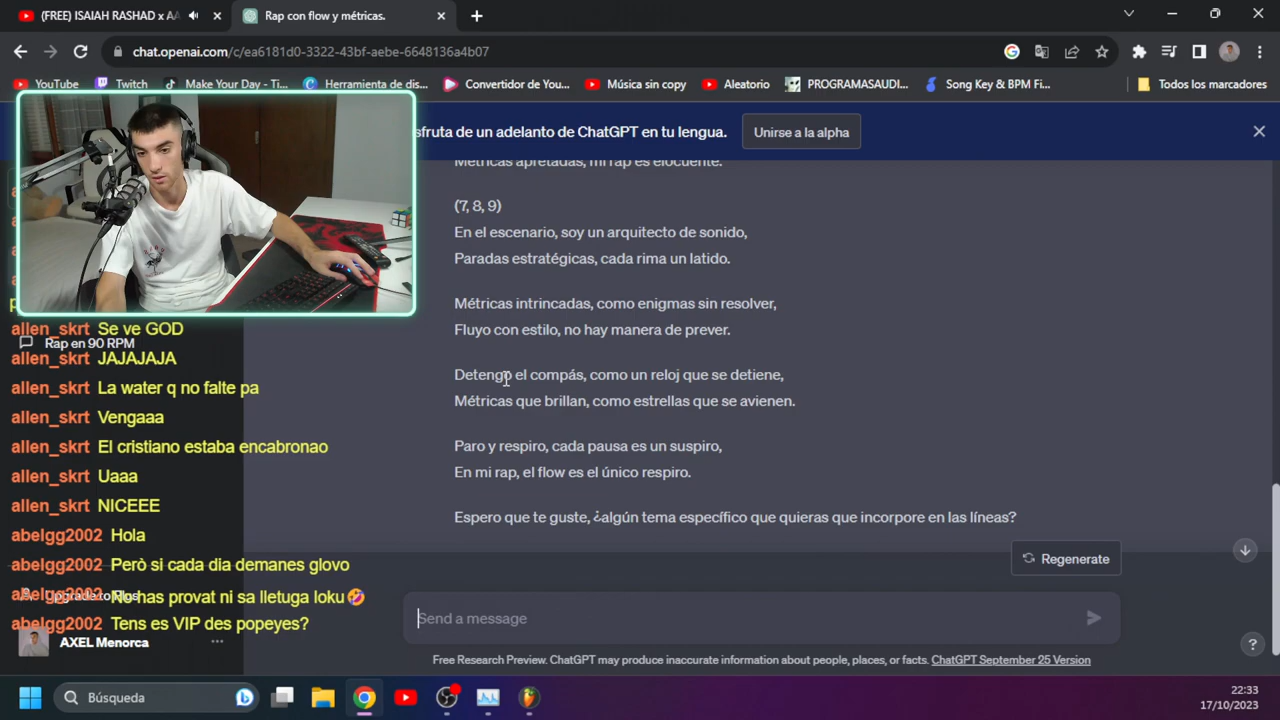 (FREE) ISAIAH RASHAD x AA
Rap con flow y métricas.
chat.openai.com/c/ea6181d0-3322-43bf-aebe-6648136a4b07
YouTube
Twitch
Make Your Day - Ti...
Herramienta de dis...
Convertidor de You...
Música sin copy
Aleatorio
PROGRAMASAUDI...
Song Key & BPM Fi...
Todos los marcadores
sfruta de un adelanto de ChatGPT en tu lengua.
Unirse a la alpha
Métricas apretadas, mi rap es elocuente.
(7, 8, 9)
En el escenario, soy un arquitecto de sonido,
Paradas estratégicas, cada rima un latido.
Métricas intrincadas, como enigmas sin resolver,
Fluyo con estilo, no hay manera de prever.
Detengo el compás, como un reloj que se detiene,
Métricas que brillan, como estrellas que se avienen.
Paro y respiro, cada pausa es un suspiro,
En mi rap, el flow es el único respiro.
Espero que te guste, ¿algún tema específico que quieras que incorpore en las líneas?
Regenerate
Send a message
Free Research Preview. ChatGPT may produce inaccurate information about people, places, or facts. ChatGPT September 25 Version
allen_skrt Se ve GOD
Rap en 90 RPM
allen_skrt JAJAJAJA
allen_skrt La water q no falte pa
allen_skrt Vengaaa
allen_skrt El cristiano estaba encabronao
allen_skrt Uaaa
allen_skrt NICEEE
abelgg2002 Hola
abelgg2002 Però si cada dia demanes glovo
abelgg2002 No has provat ni sa lletuga loku🤣
Upgrade to Plus
abelgg2002 Tens es VIP des popeyes?
AXEL Menorca
Búsqueda
22:33
17/10/2023